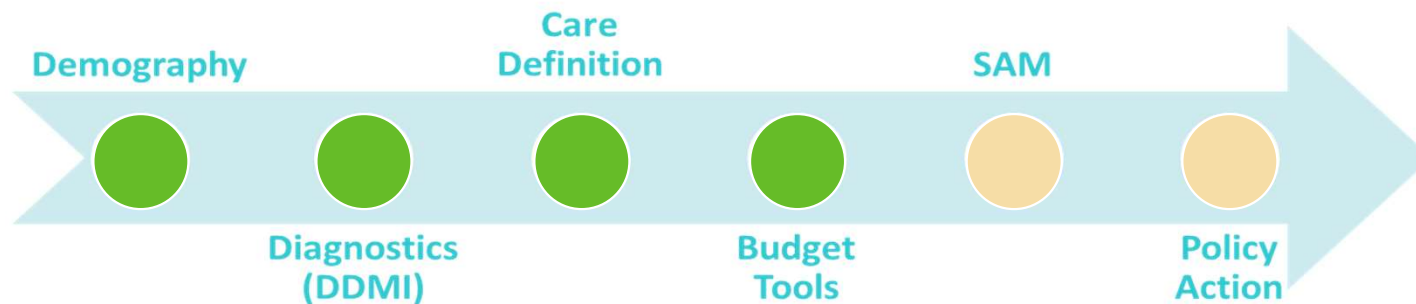 Demography
Diagnostics
(DDMI)
Care
Definition
Budget
Tools
SAM
Policy
Action